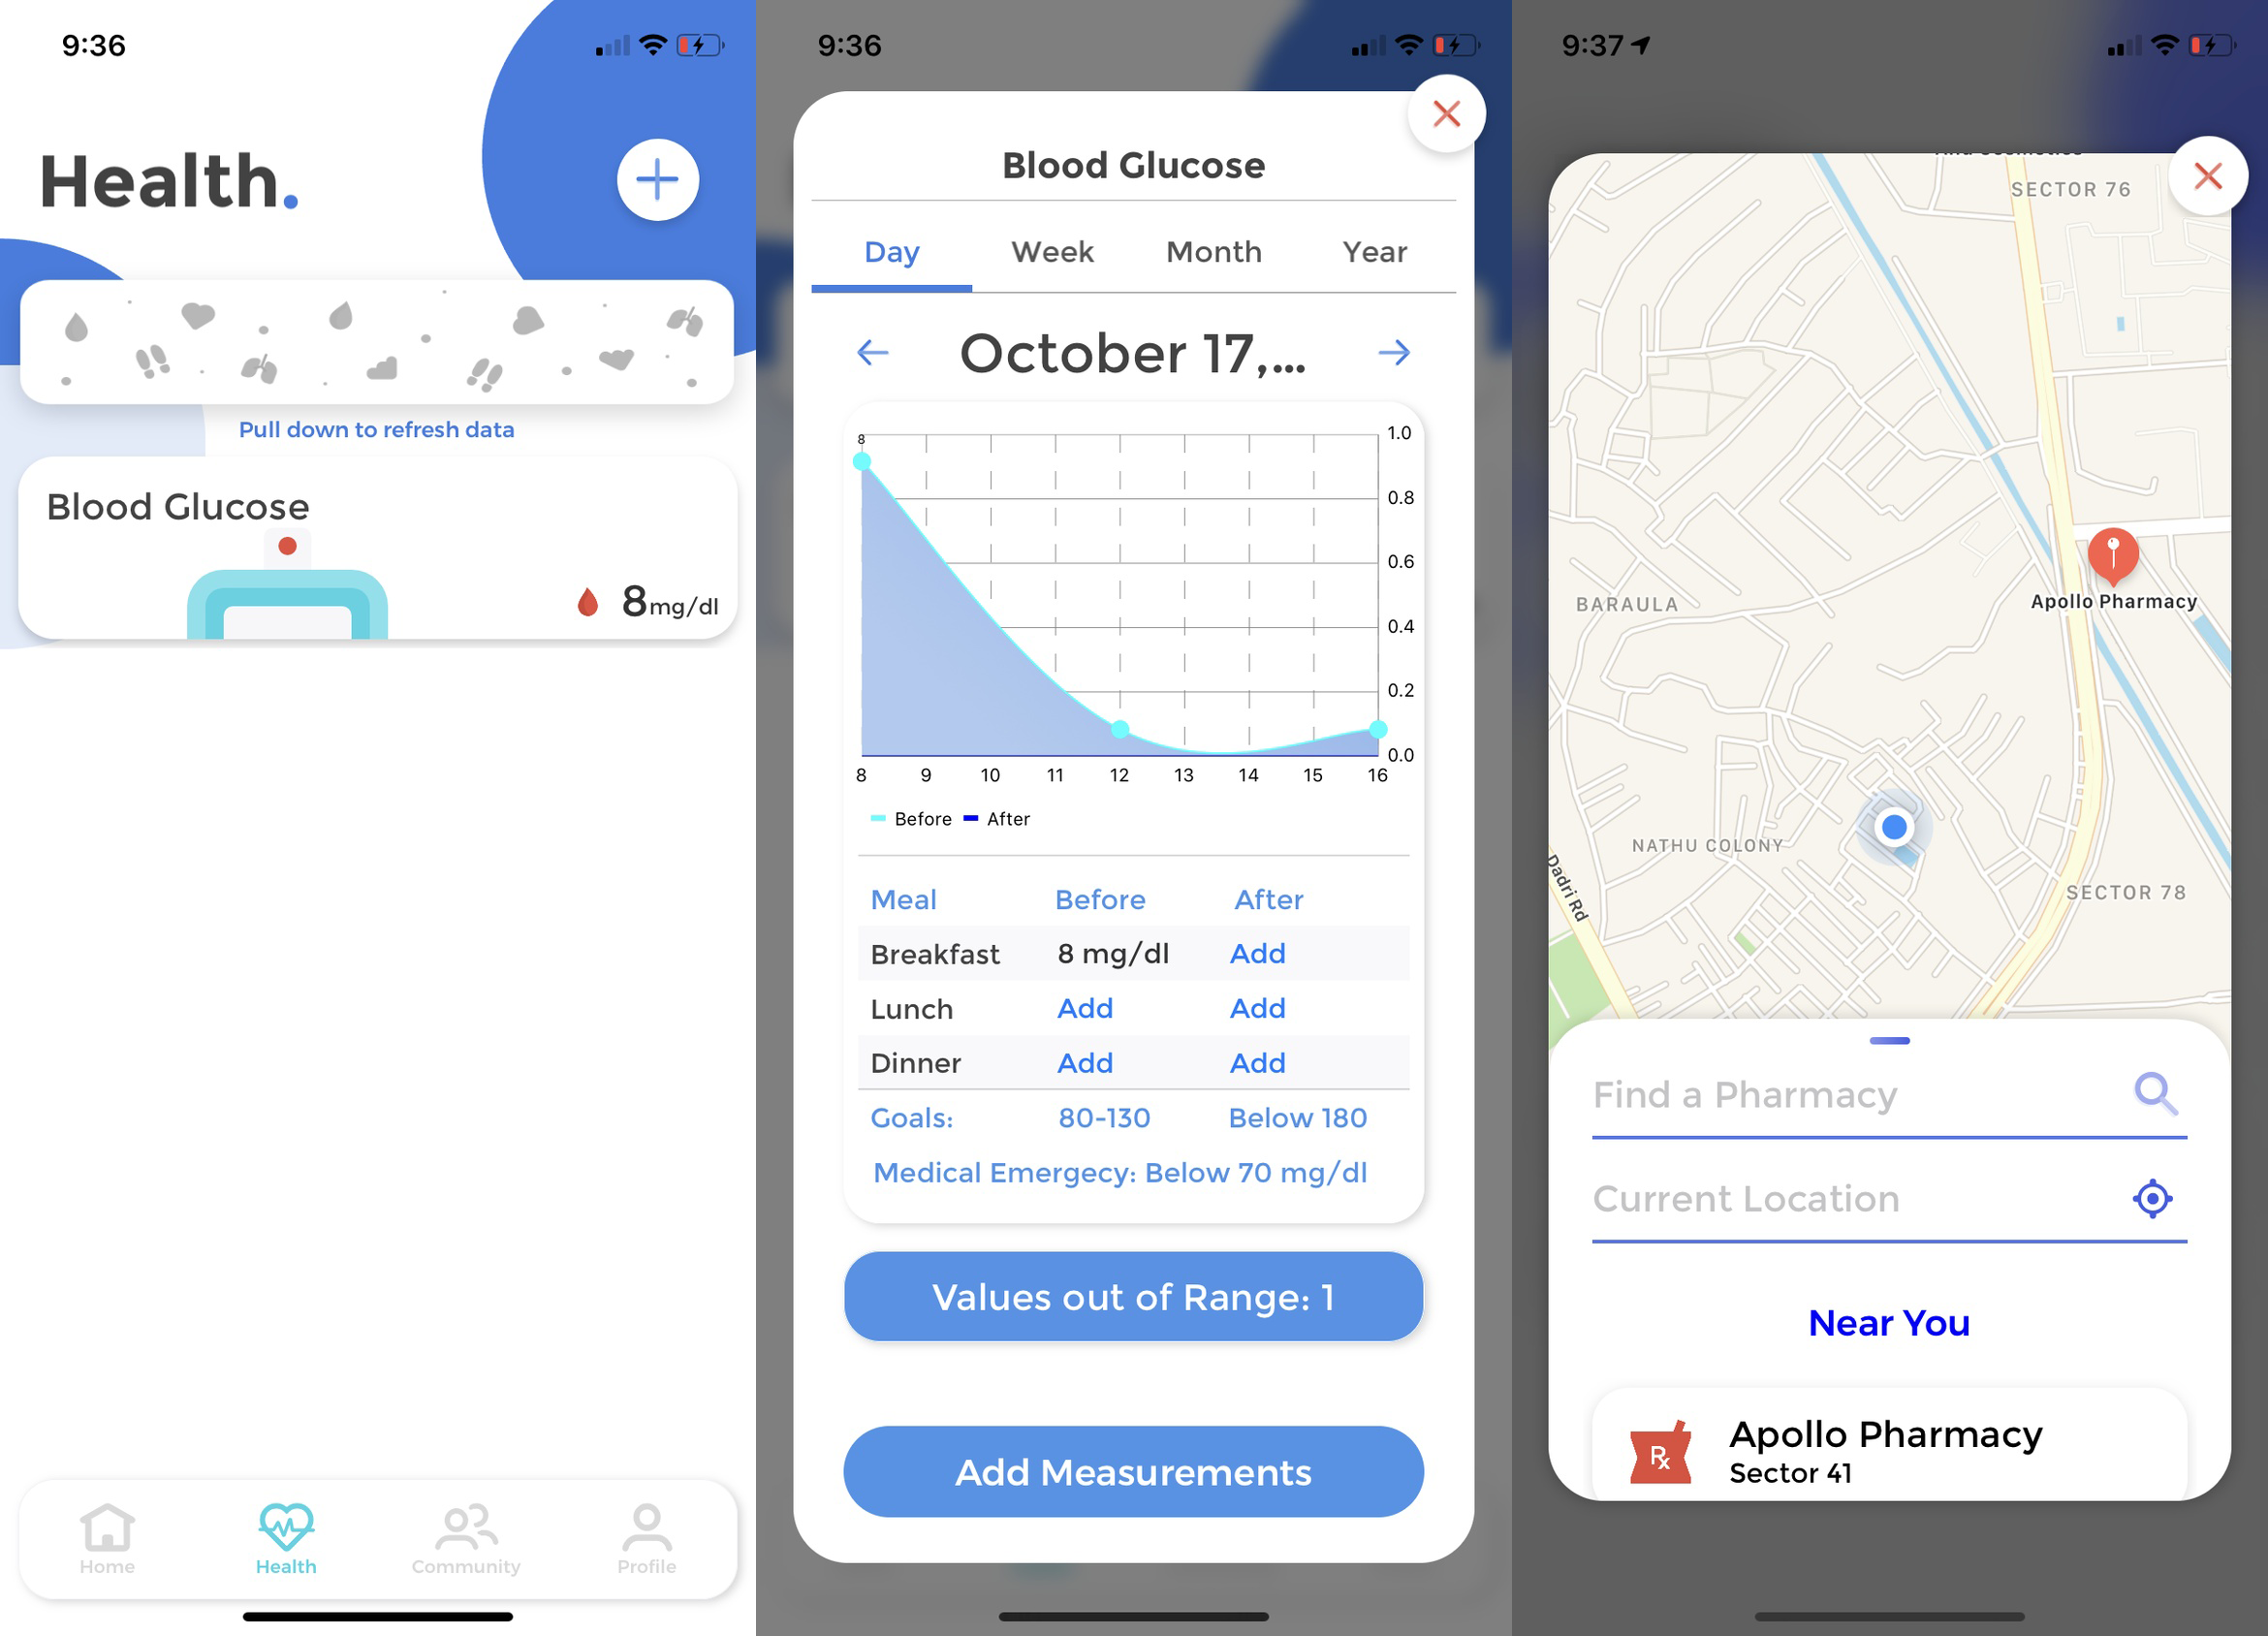 9:36
Health.
Pull down to refresh data
Blood Glucose
8mg/dl
Home
Health
Community
Profile
9:36
Blood Glucose
Day Week Month Year
October 17,...
8
1.0
0.8
0.6
0.4
0.2
0.0
8 9 10 11 12 13 14 15 16
Before After
Meal Before After
Breakfast 8 mg/dl Add
Lunch Add Add
Dinner Add Add
Goals: 80-130 Below 180
Medical Emergecy: Below 70 mg/dl
Values out of Range: 1
Add Measurements
9:37
SECTOR 76
BARAULA
Apollo Pharmacy
NATHU COLONY
Dadri Rd
SECTOR 78
Find a Pharmacy
Current Location
Near You
Rx
Apollo Pharmacy
Sector 41